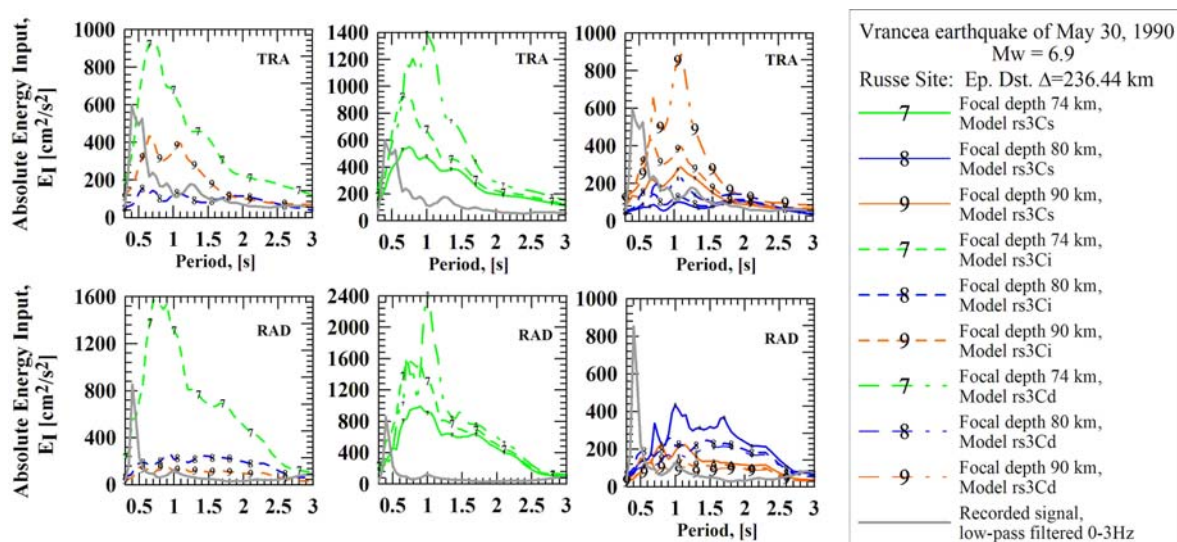 1000
800
600
400
200
0
TRA
0.5 1 1.5 2 2.5 3
Period, [s]
Absolute Energy Input,
E_I [cm²/s²]
1400
1200
1000
800
600
400
200
0
TRA
0.5 1 1.5 2 2.5 3
1000
800
600
400
200
0
TRA
0.5 1 1.5 2 2.5 3
Absolute Energy Input,
E_I [cm²/s²]
1600
1200
800
400
0
RAD
0.5 1 1.5 2 2.5 3
Period, [s]
2400
2000
1600
1200
800
400
0
RAD
0.5 1 1.5 2 2.5 3
1000
800
600
400
200
0
RAD
0.5 1 1.5 2 2.5 3
Period, [s]
Vrancea earthquake of May 30, 1990
Mw = 6.9
Russe Site: Ep. Dst. Δ=236.44 km
7 Focal depth 74 km,
Model rs3Cs
8 Focal depth 80 km,
Model rs3Cs
9 Focal depth 90 km,
Model rs3Cs
7 Focal depth 74 km,
Model rs3Ci
8 Focal depth 80 km,
Model rs3Ci
9 Focal depth 90 km,
Model rs3Ci
7 Focal depth 74 km,
Model rs3Cd
8 Focal depth 80 km,
Model rs3Cd
9 Focal depth 90 km,
Model rs3Cd
Recorded signal,
low-pass filtered 0-3Hz